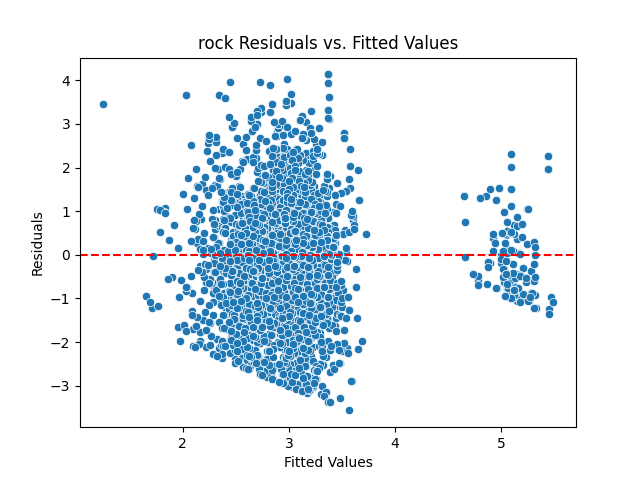 rock Residuals vs. Fitted Values
4
3
2
1
0
−1
−2
−3
Residuals
2 3 4 5
Fitted Values